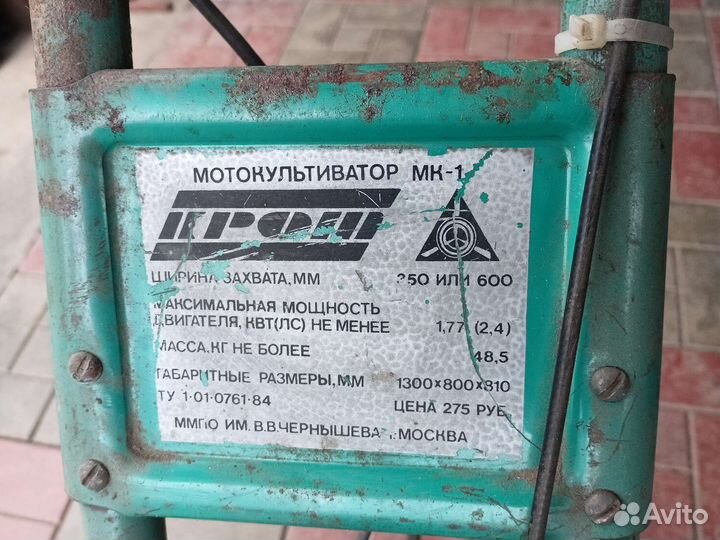 МОТОКУЛЬТИВАТОР МК-1
КРОТ
ШИРИНА ЗАХВАТА, ММ 350 ИЛИ 600
МАКСИМАЛЬНАЯ МОЩНОСТЬ
ДВИГАТЕЛЯ, КВТ(ЛС) НЕ МЕНЕЕ 1,77 (2,4)
МАССА, КГ НЕ БОЛЕЕ 48,5
ГАБАРИТНЫЕ РАЗМЕРЫ, ММ 1300×800×810
ТУ 1·01·0761·84 ЦЕНА 275 РУБ.
ММПО ИМ. В.В.ЧЕРНЫШЕВА г.МОСКВА
Avito